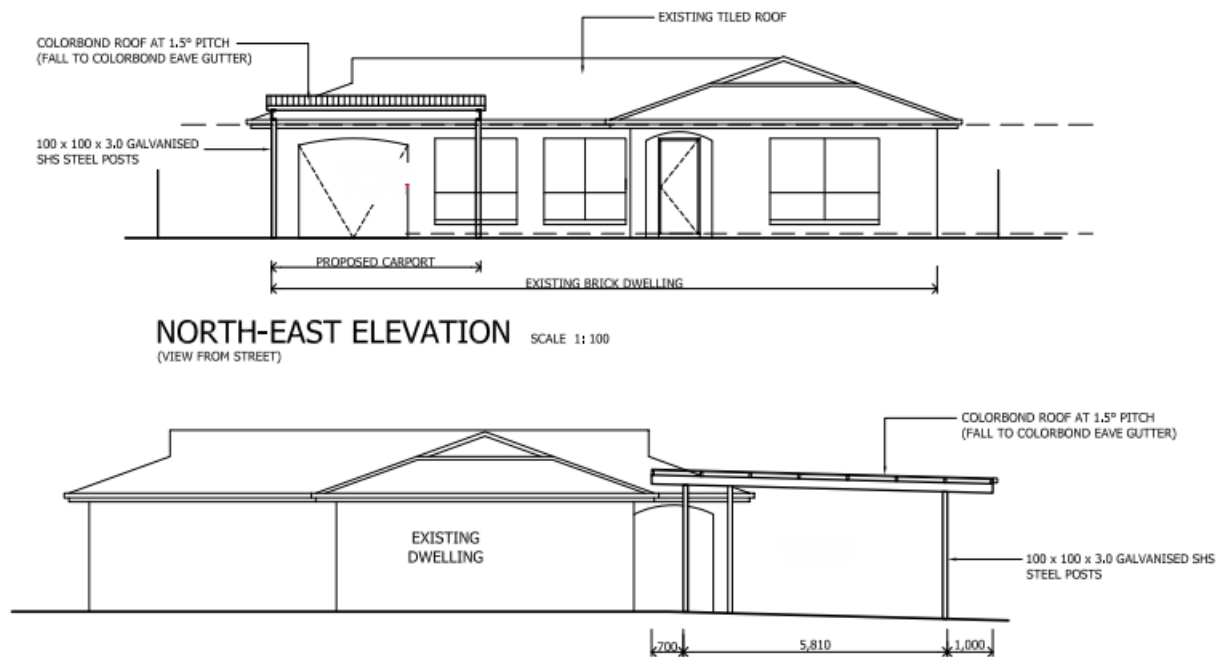 EXISTING TILED ROOF
COLORBOND ROOF AT 1.5° PITCH
(FALL TO COLORBOND EAVE GUTTER)
100 x 100 x 3.0 GALVANISED
SHS STEEL POSTS
PROPOSED CARPORT
EXISTING BRICK DWELLING
NORTH-EAST ELEVATION SCALE 1: 100
(VIEW FROM STREET)
COLORBOND ROOF AT 1.5° PITCH
(FALL TO COLORBOND EAVE GUTTER)
EXISTING
DWELLING
100 x 100 x 3.0 GALVANISED SHS
STEEL POSTS
700 5,810 1,000